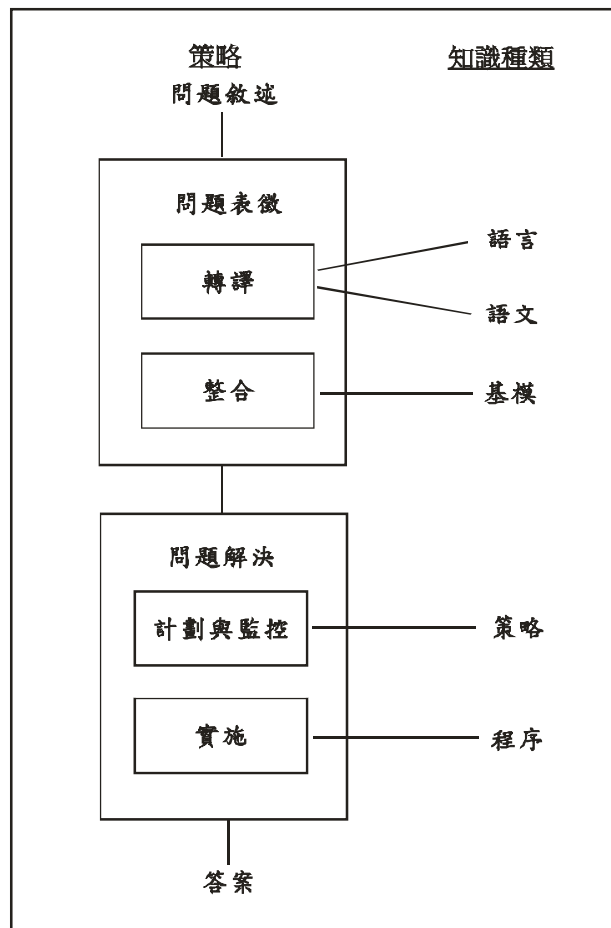 策略 知識種類
問題敘述
問題表徵
轉譯
語言
語文
整合
基模
問題解決
計劃與監控
策略
實施
程序
答案